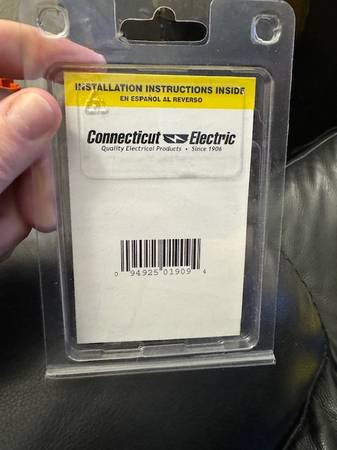 INSTALLATION INSTRUCTIONS INSIDE
EN ESPAÑOL AL REVERSO
Connecticut Electric
Quality Electrical Products • Since 1906
0 94925 01909 4